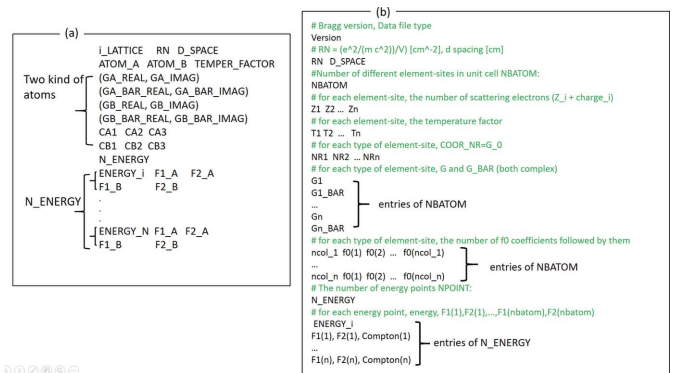 (a)
i_LATTICE RN D_SPACE
ATOM_A ATOM_B TEMPER_FACTOR
Two kind of atoms
(GA_REAL, GA_IMAG)
(GA_BAR_REAL, GA_BAR_IMAG)
(GB_REAL, GB_IMAG)
(GB_BAR_REAL, GB_BAR_IMAG)
CA1 CA2 CA3
CB1 CB2 CB3
N_ENERGY
N_ENERGY
ENERGY_i F1_A F2_A
F1_B F2_B
.
.
.
ENERGY_N F1_A F2_A
F1_B F2_B
(b)
# Bragg version, Data file type
Version
# RN = (e^2/(m c^2))/V) [cm^-2], d spacing [cm]
RN D_SPACE
#Number of different element-sites in unit cell NBATOM:
NBATOM
# for each element-site, the number of scattering electrons (Z_i + charge_i)
Z1 Z2 ... Zn
# for each element-site, the temperature factor
T1 T2 ... Tn
# for each type of element-site, COOR_NR=G_0
NR1 NR2 ... NRn
# for each type of element-site, G and G_BAR (both complex)
G1
G1_BAR
...
Gn
Gn_BAR
entries of NBATOM
# for each type of element-site, the number of f0 coefficients followed by them
ncol_1 f0(1) f0(2) ... f0(ncol_1)
...
ncol_n f0(1) f0(2) ... f0(ncol_n)
entries of NBATOM
# The number of energy points NPOINT:
N_ENERGY
# for each energy point, energy, F1(1),F2(1),...,F1(nbatom),F2(nbatom)
ENERGY_i
F1(1), F2(1), Compton(1)
...
F1(n), F2(n), Compton(n)
entries of N_ENERGY